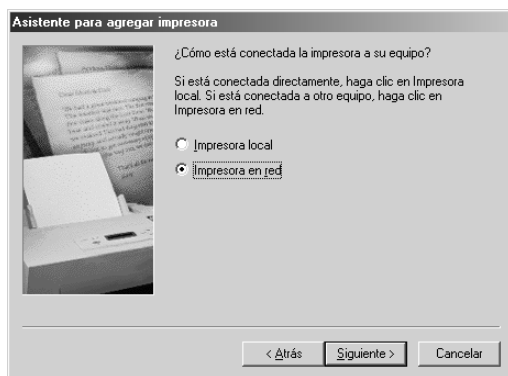 Asistente para agregar impresora
¿Cómo está conectada la impresora a su equipo?
Si está conectada directamente, haga clic en Impresora
local. Si está conectada a otro equipo, haga clic en
Impresora en red.
Impresora local
Impresora en red
< Atrás
Siguiente >
Cancelar